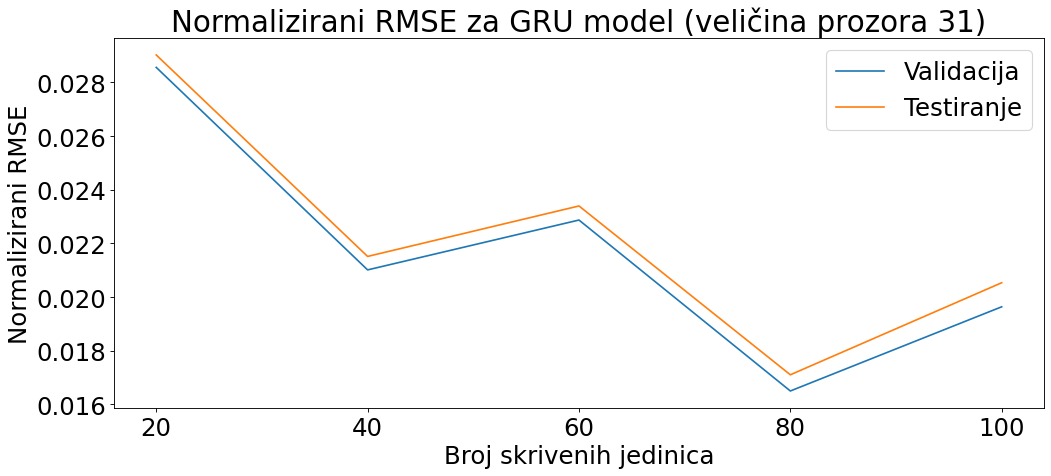 Normalizirani RMSE za GRU model (veličina prozora 31)
Validacija
Testiranje
Normalizirani RMSE
0.028
0.026
0.024
0.022
0.020
0.018
0.016
20 40 60 80 100
Broj skrivenih jedinica